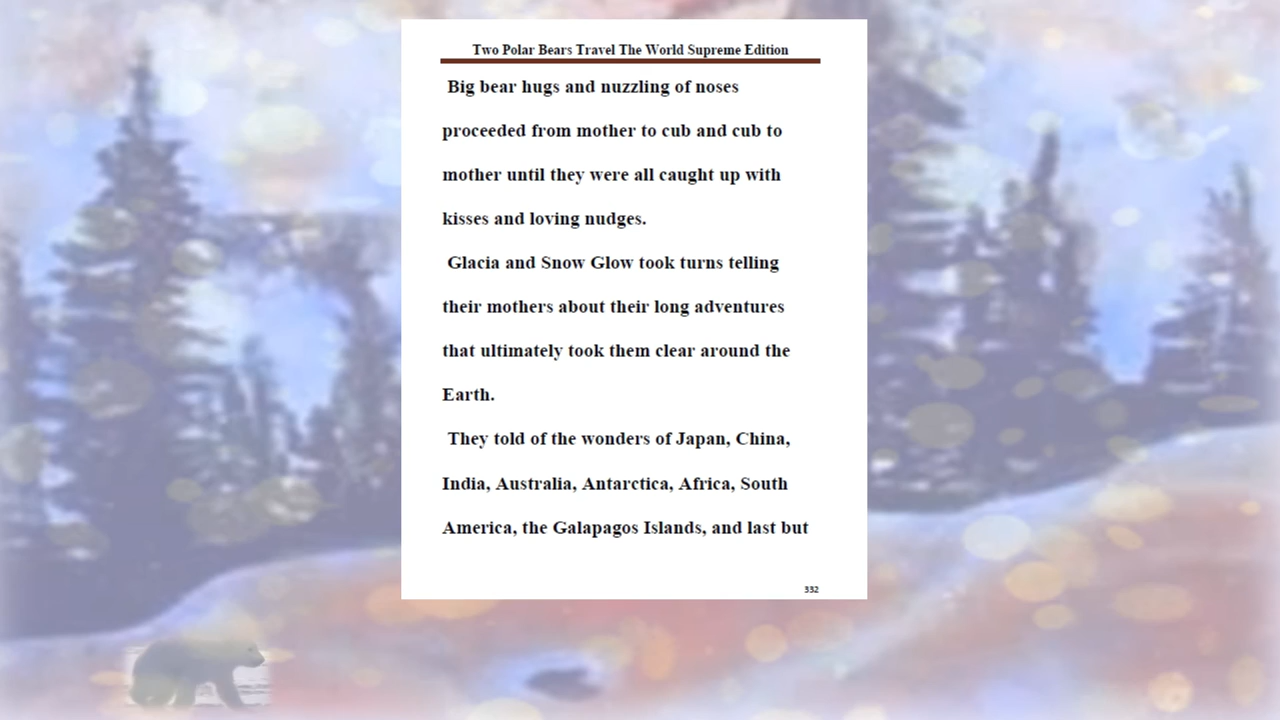 Two Polar Bears Travel The World Supreme Edition
Big bear hugs and nuzzling of noses
proceeded from mother to cub and cub to
mother until they were all caught up with
kisses and loving nudges.
Glacia and Snow Glow took turns telling
their mothers about their long adventures
that ultimately took them clear around the
Earth.
They told of the wonders of Japan, China,
India, Australia, Antarctica, Africa, South
America, the Galapagos Islands, and last but
332